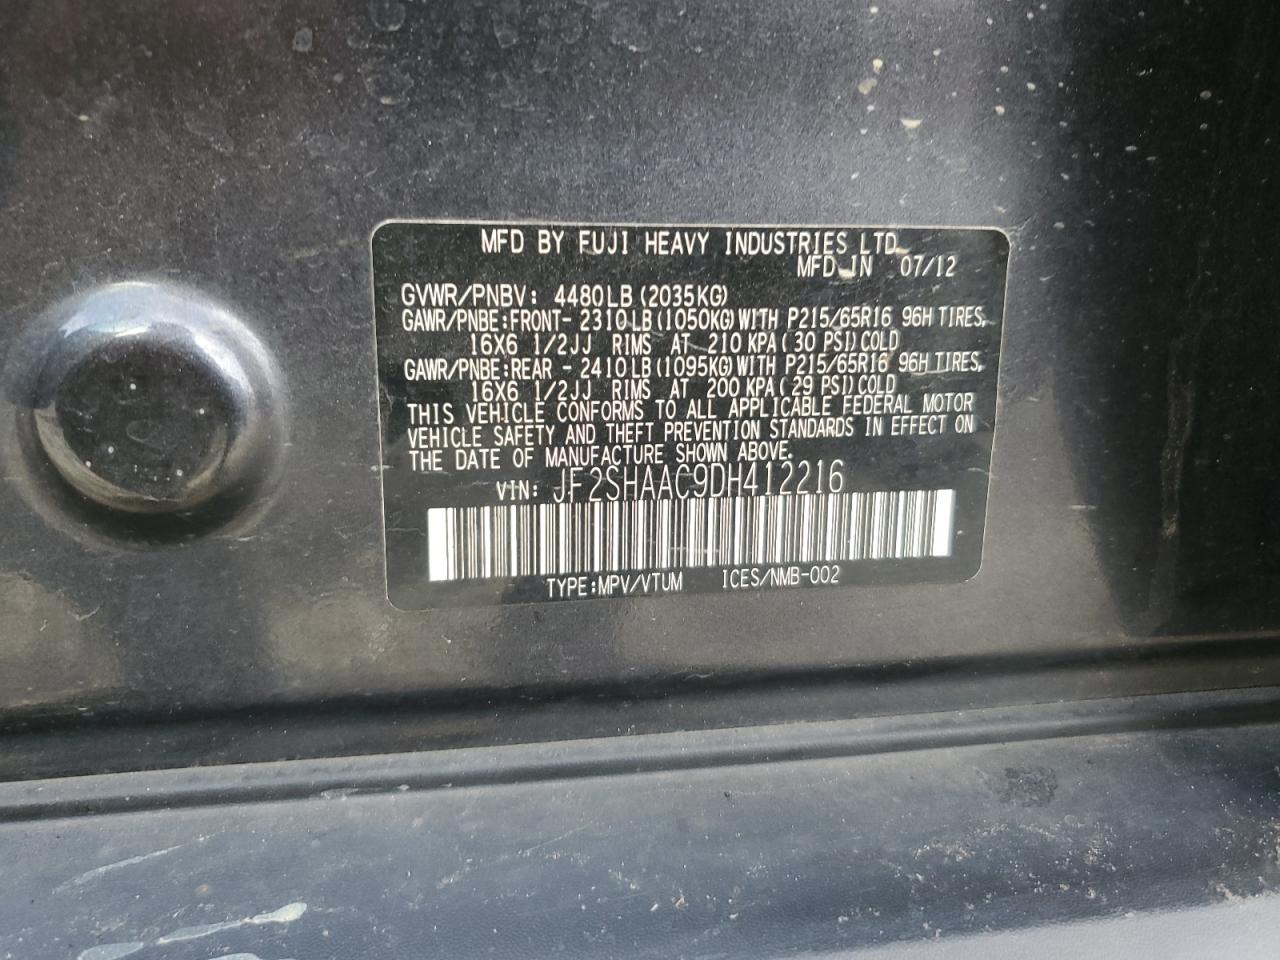 MFD BY FUJI HEAVY INDUSTRIES LTD.
MFD IN 07/12
GVWR/PNBV: 4480LB (2035KG)
GAWR/PNBE:FRONT- 2310LB (1050KG) WITH P215/65R16 96H TIRES,
16X6 1/2JJ RIMS AT 210 KPA ( 30 PSI) COLD
GAWR/PNBE:REAR - 2410LB (1095KG) WITH P215/65R16 96H TIRES,
16X6 1/2JJ RIMS AT 200 KPA ( 29 PSI) COLD
THIS VEHICLE CONFORMS TO ALL APPLICABLE FEDERAL MOTOR
VEHICLE SAFETY AND THEFT PREVENTION STANDARDS IN EFFECT ON
THE DATE OF MANUFACTURE SHOWN ABOVE.
VIN: JF2SHAAC9DH412216
TYPE:MPV/VTUM ICES/NMB-002